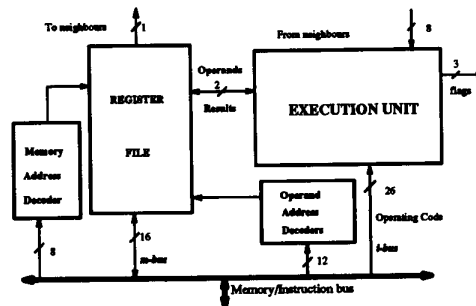 To neighbours
1
From neighbours
8
3
flags
REGISTER
FILE
Operands
2
Results
EXECUTION UNIT
Memory
Address
Decoder
Operand
Address
Decoders
26
Operating Code
i-bus
8
16
m-bus
12
Memory/Instruction bus